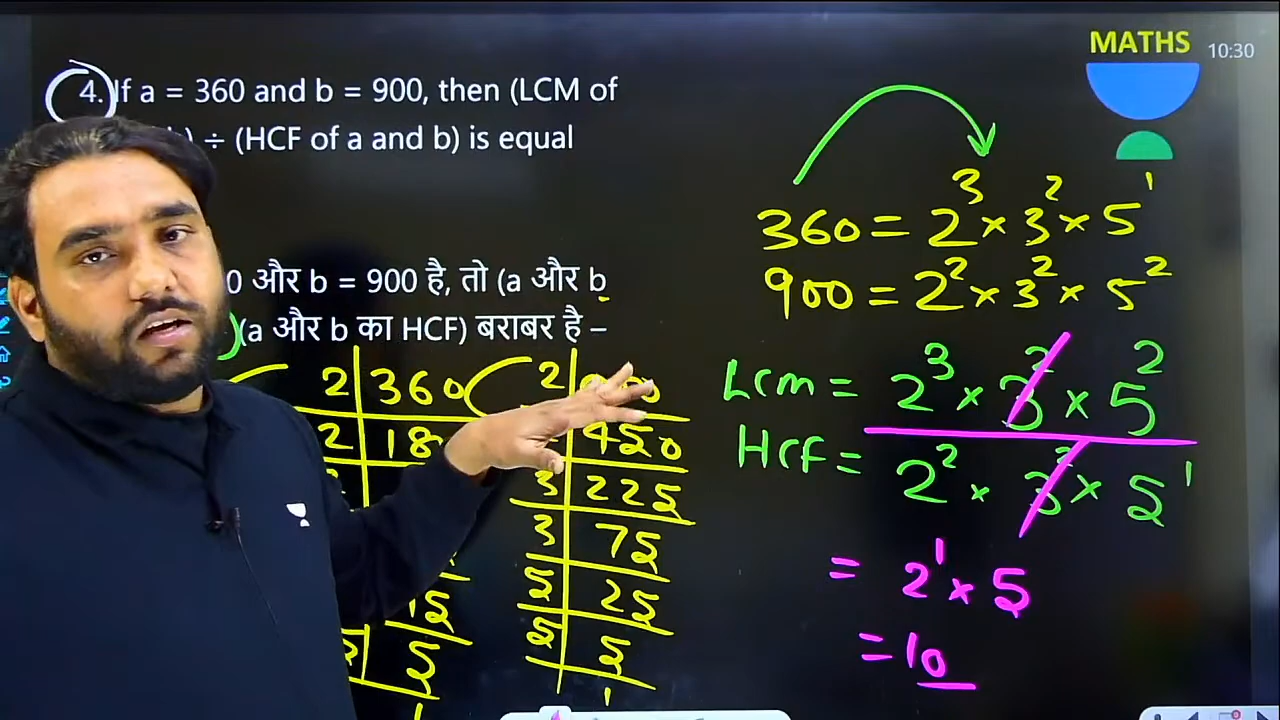 MATHS
10:30
4. If a = 360 and b = 900, then (LCM of
) ÷ (HCF of a and b) is equal
0 और b = 900 है, तो (a और b
(a और b का HCF) बराबर है –
2 360
2 18
5
2 900
450
3 225
3 75
5 25
5 5
1
360 = 2³ × 3² × 5¹
900 = 2² × 3² × 5²
Lcm = 2³ × 3² × 5²
Hcf = 2² × 3² × 5¹
= 2¹ × 5
= 10